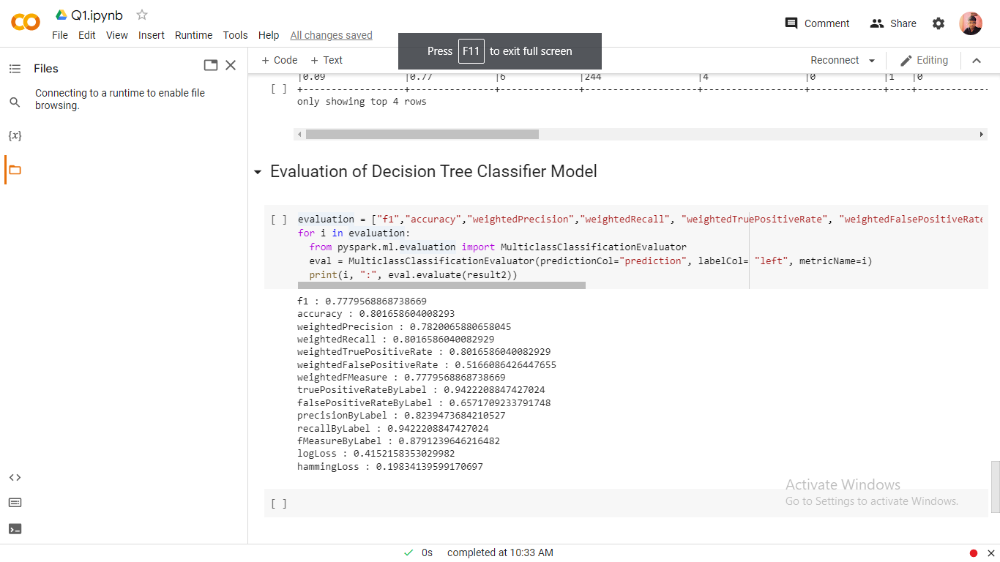 Q1.ipynb
File Edit View Insert Runtime Tools Help All changes saved
Comment Share
Press F11 to exit full screen
Files
Connecting to a runtime to enable file
browsing.
{x}
+ Code + Text
Reconnect Editing
|0.09 |0.77 |6 |244 |4 |0 |1 |0
[ ] +------------------+---------------+--------------+--------------------+------------------+-------------+----+------------
only showing top 4 rows
Evaluation of Decision Tree Classifier Model
[ ] evaluation = ["f1","accuracy","weightedPrecision","weightedRecall", "weightedTruePositiveRate", "weightedFalsePositiveRate
for i in evaluation:
from pyspark.ml.evaluation import MulticlassClassificationEvaluator
eval = MulticlassClassificationEvaluator(predictionCol="prediction", labelCol= "left", metricName=i)
print(i, ":", eval.evaluate(result2))
f1 : 0.7779568868738669
accuracy : 0.801658604008293
weightedPrecision : 0.7820065880658045
weightedRecall : 0.8016586040082929
weightedTruePositiveRate : 0.8016586040082929
weightedFalsePositiveRate : 0.5166086426447655
weightedFMeasure : 0.7779568868738669
truePositiveRateByLabel : 0.9422208847427024
falsePositiveRateByLabel : 0.6571709233791748
precisionByLabel : 0.8239473684210527
recallByLabel : 0.9422208847427024
fMeasureByLabel : 0.8791239646216482
logLoss : 0.4152158353029982
hammingLoss : 0.19834139599170697
[ ]
Activate Windows
Go to Settings to activate Windows.
0s completed at 10:33 AM